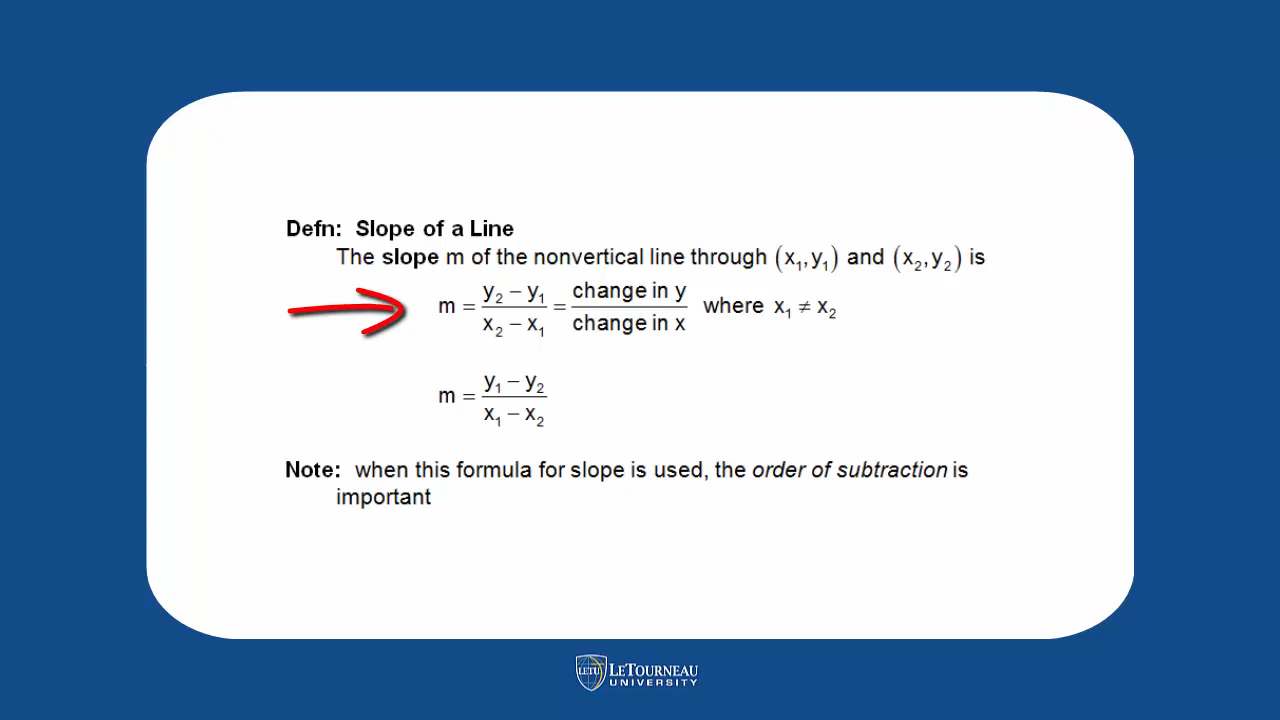 Defn: Slope of a Line
The slope m of the nonvertical line through (x₁,y₁) and (x₂,y₂) is
m = (y₂ − y₁)/(x₂ − x₁) = change in y/change in x where x₁ ≠ x₂
m = (y₁ − y₂)/(x₁ − x₂)
Note: when this formula for slope is used, the order of subtraction is
important
LETU
LETOURNEAU
UNIVERSITY